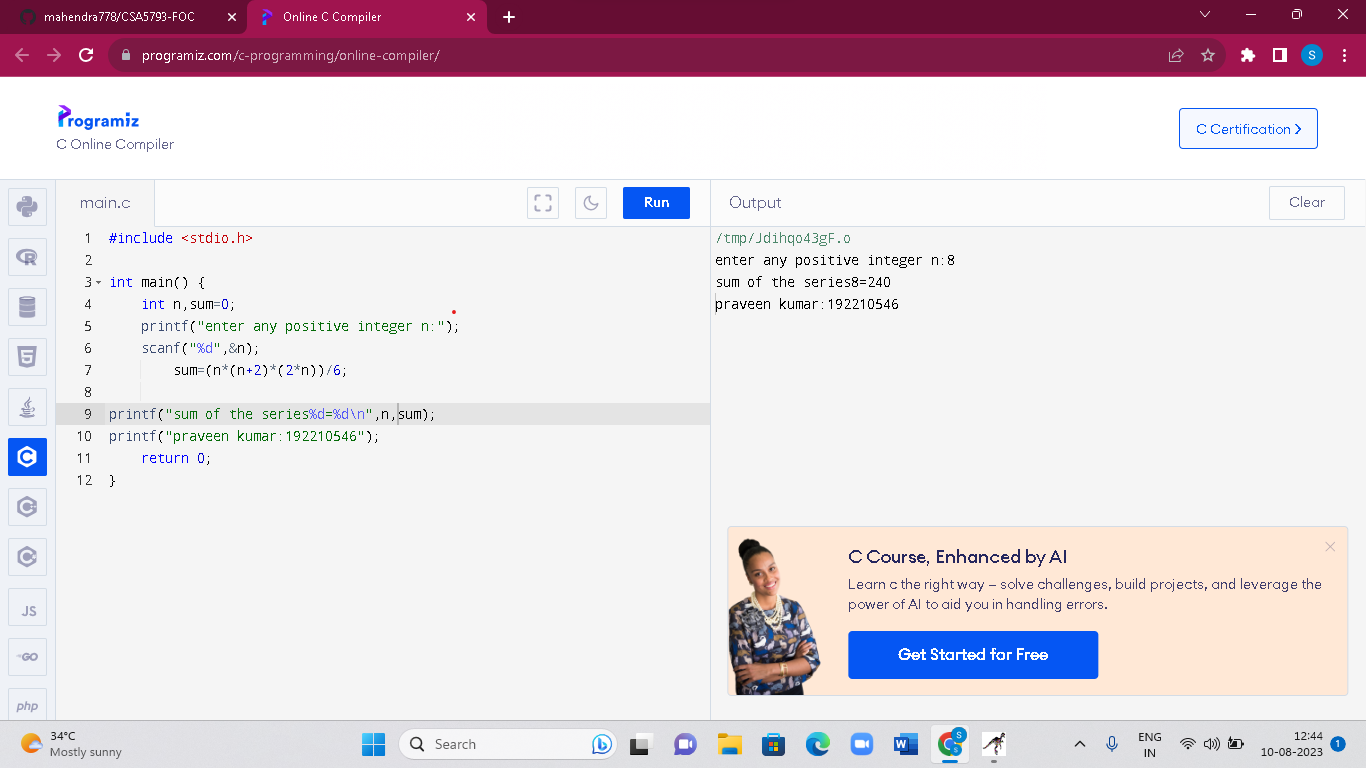 mahendra778/CSA5793-FOC
Online C Compiler
programiz.com/c-programming/online-compiler/
S
Programiz
C Online Compiler
C Certification
main.c
Run
Output
Clear
1 #include <stdio.h>
2
3 int main() {
4 int n,sum=0;
5 printf("enter any positive integer n:");
6 scanf("%d",&n);
7 sum=(n*(n+2)*(2*n))/6;
8
9 printf("sum of the series%d=%d\n",n,sum);
10 printf("praveen kumar:192210546");
11 return 0;
12 }
/tmp/Jdihqo43gF.o
enter any positive integer n:8
sum of the series8=240
praveen kumar:192210546
R
5
C
JS
GO
php
C Course, Enhanced by AI
Learn c the right way – solve challenges, build projects, and leverage the
power of AI to aid you in handling errors.
Get Started for Free
34°C
Mostly sunny
Search
W
S
ENG
IN
12:44
10-08-2023
1